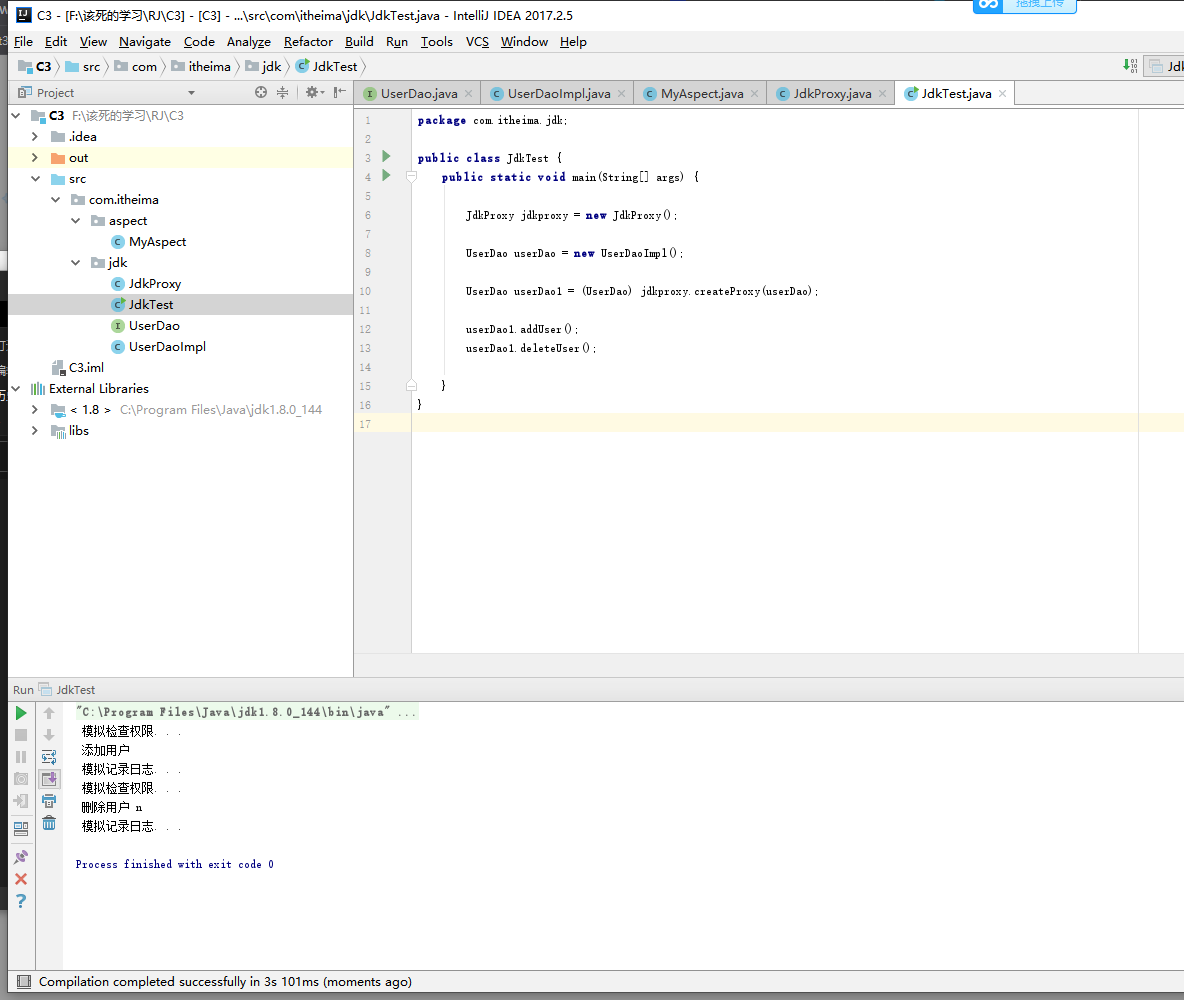 C3 - [F:\该死的学习\RJ\C3] - [C3] - ...\src\com\itheima\jdk\JdkTest.java - IntelliJ IDEA 2017.2.5
拖拽上传
File Edit View Navigate Code Analyze Refactor Build Run Tools VCS Window Help
C3 src com itheima jdk JdkTest
Project
UserDao.java UserDaoImpl.java MyAspect.java JdkProxy.java JdkTest.java
C3 F:\该死的学习\RJ\C3
.idea
out
src
com.itheima
aspect
MyAspect
jdk
JdkProxy
JdkTest
UserDao
UserDaoImpl
C3.iml
External Libraries
< 1.8 > C:\Program Files\Java\jdk1.8.0_144
libs
1 package com.itheima.jdk;
2
3 public class JdkTest {
4 public static void main(String[] args) {
5
6 JdkProxy jdkproxy = new JdkProxy();
7
8 UserDao userDao = new UserDaoImpl();
9
10 UserDao userDao1 = (UserDao) jdkproxy.createProxy(userDao);
11
12 userDao1.addUser();
13 userDao1.deleteUser();
14
15 }
16 }
17
Run JdkTest
"C:\Program Files\Java\jdk1.8.0_144\bin\java" ...
模拟检查权限. . .
添加用户
模拟记录日志. . .
模拟检查权限. . .
删除用户 n
模拟记录日志. . .
Process finished with exit code 0
Compilation completed successfully in 3s 101ms (moments ago)